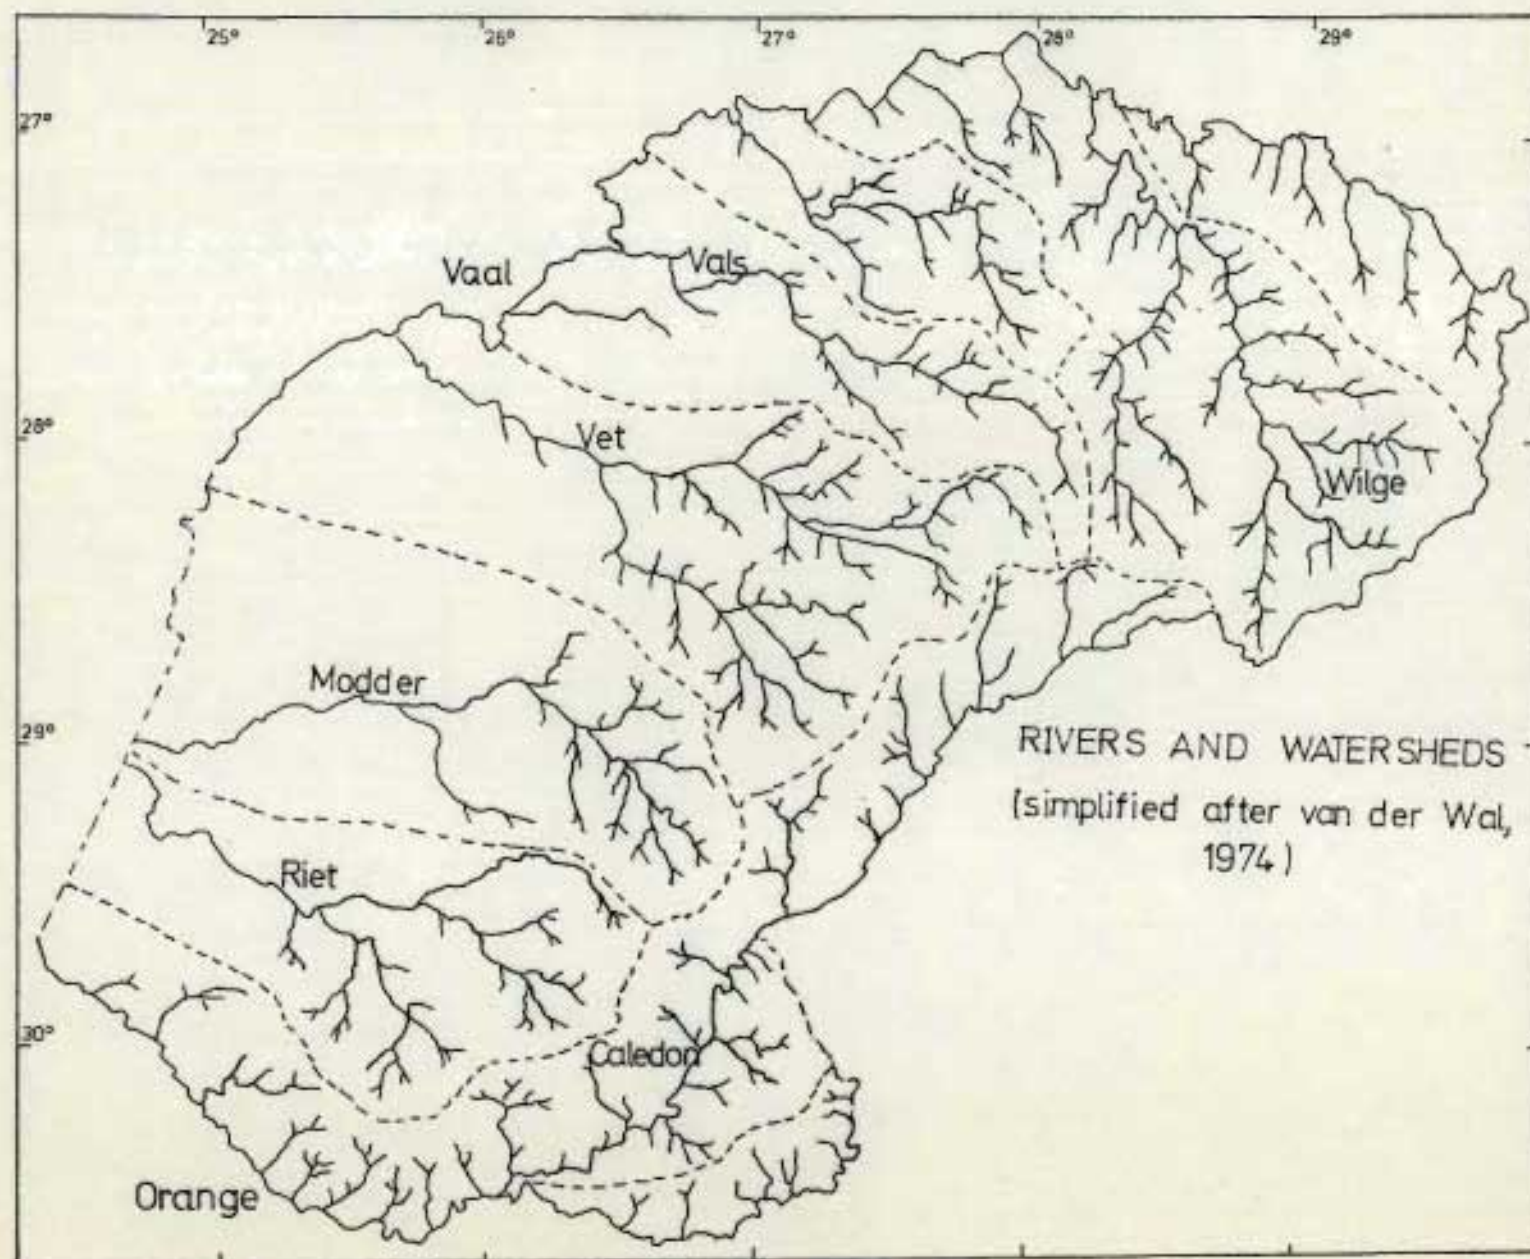 25° 26° 27° 28° 29°
27°
Vaal Vals
28°
Vet
Wilge
Modder
29°
RIVERS AND WATERSHEDS
(simplified after van der Wal,
1974)
Riet
30°
Caledon
Orange